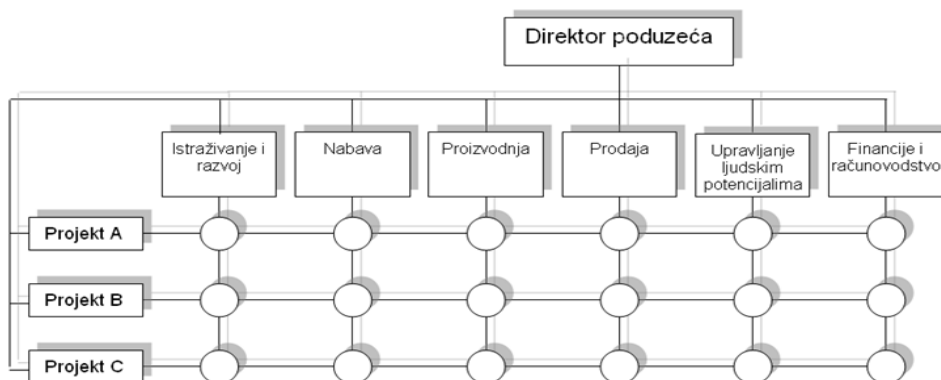 Direktor poduzeća
Istraživanje i
razvoj
Nabava
Proizvodnja
Prodaja
Upravljanje
ljudskim
potencijalima
Financije i
računovodstvo
Projekt A
Projekt B
Projekt C